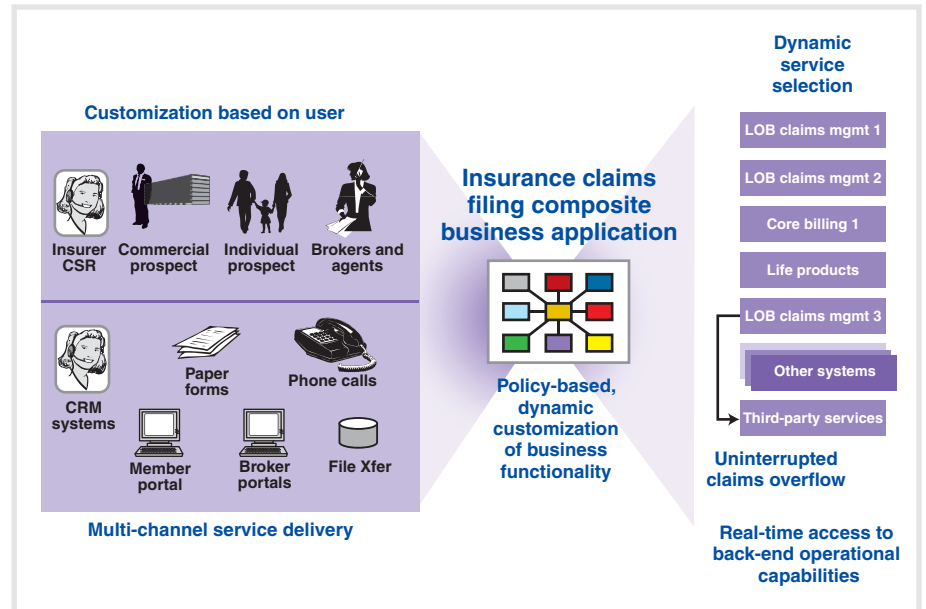 Customization based on user
Insurer
CSR
Commercial
prospect
Individual
prospect
Brokers and
agents
CRM
systems
Paper
forms
Phone calls
Member
portal
Broker
portals
File Xfer
Multi-channel service delivery
Insurance claims
filing composite
business application
Policy-based,
dynamic
customization
of business
functionality
Dynamic
service
selection
LOB claims mgmt 1
LOB claims mgmt 2
Core billing 1
Life products
LOB claims mgmt 3
Other systems
Third-party services
Uninterrupted
claims overflow
Real-time access to
back-end operational
capabilities